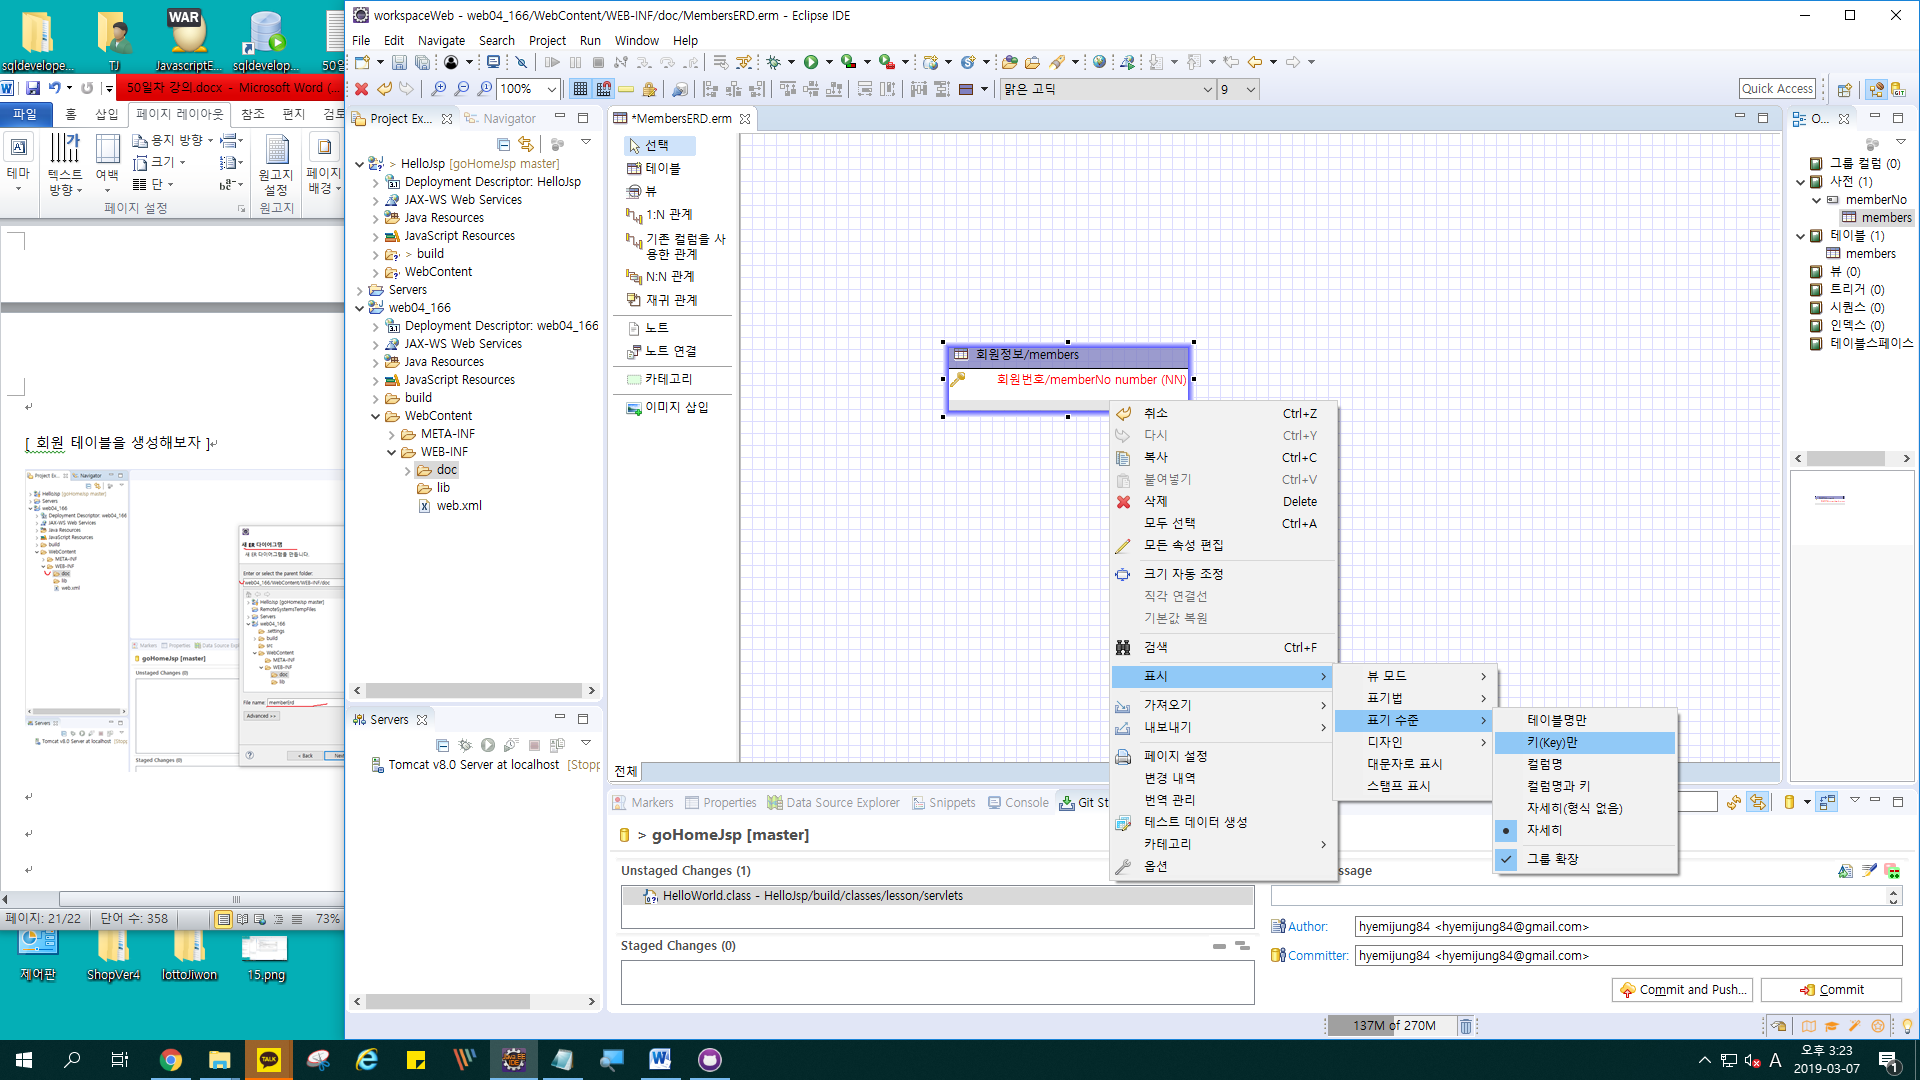 sqldevelope...
TJ
JavascriptE...
sqldevelop...
50일
WAR
50일차 강의.docx - Microsoft Word (...
파일
홈
삽입
페이지 레이아웃
참조
편지
검토
테마
텍스트 방향
여백
용지 방향
크기
단
원고지 설정
페이지 배경
페이지 설정
원고지
[ 회원 테이블을 생성해보자 ]
페이지: 21/22
단어 수: 358
73%
제어판
ShopVer4
lottoJiwon
15.png
workspaceWeb - web04_166/WebContent/WEB-INF/doc/MembersERD.erm - Eclipse IDE
File Edit Navigate Search Project Run Window Help
100%
맑은 고딕
9
Quick Access
Project Ex...
Navigator
> HelloJsp [goHomeJsp master]
Deployment Descriptor: HelloJsp
JAX-WS Web Services
Java Resources
JavaScript Resources
> build
WebContent
Servers
web04_166
Deployment Descriptor: web04_166
JAX-WS Web Services
Java Resources
JavaScript Resources
build
WebContent
META-INF
WEB-INF
doc
lib
web.xml
Servers
Tomcat v8.0 Server at localhost [Stopp
*MembersERD.erm
선택
테이블
뷰
1:N 관계
기존 컬럼을 사
용한 관계
N:N 관계
재귀 관계
노트
노트 연결
카테고리
이미지 삽입
전체
회원정보/members
회원번호/memberNo number (NN)
취소 Ctrl+Z
다시 Ctrl+Y
복사 Ctrl+C
붙여넣기 Ctrl+V
삭제 Delete
모두 선택 Ctrl+A
모든 속성 편집
크기 자동 조정
직각 연결선
기본값 복원
검색 Ctrl+F
표시
가져오기
내보내기
페이지 설정
변경 내역
번역 관리
테스트 데이터 생성
카테고리
옵션
뷰 모드
표기법
표기 수준
디자인
대문자로 표시
스탬프 표시
테이블명만
키(Key)만
컬럼명
컬럼명과 키
자세히(형식 없음)
자세히
그룹 확장
O...
그룹 컬럼 (0)
사전 (1)
memberNo
members
테이블 (1)
members
뷰 (0)
트리거 (0)
시퀀스 (0)
인덱스 (0)
테이블스페이스
Markers
Properties
Data Source Explorer
Snippets
Console
Git St
> goHomeJsp [master]
Unstaged Changes (1)
HelloWorld.class - HelloJsp/build/classes/lesson/servlets
Staged Changes (0)
ssage
Author: hyemijung84 <hyemijung84@gmail.com>
Committer: hyemijung84 <hyemijung84@gmail.com>
Commit and Push...
Commit
137M of 270M
TALK
A
오후 3:23
2019-03-07
1